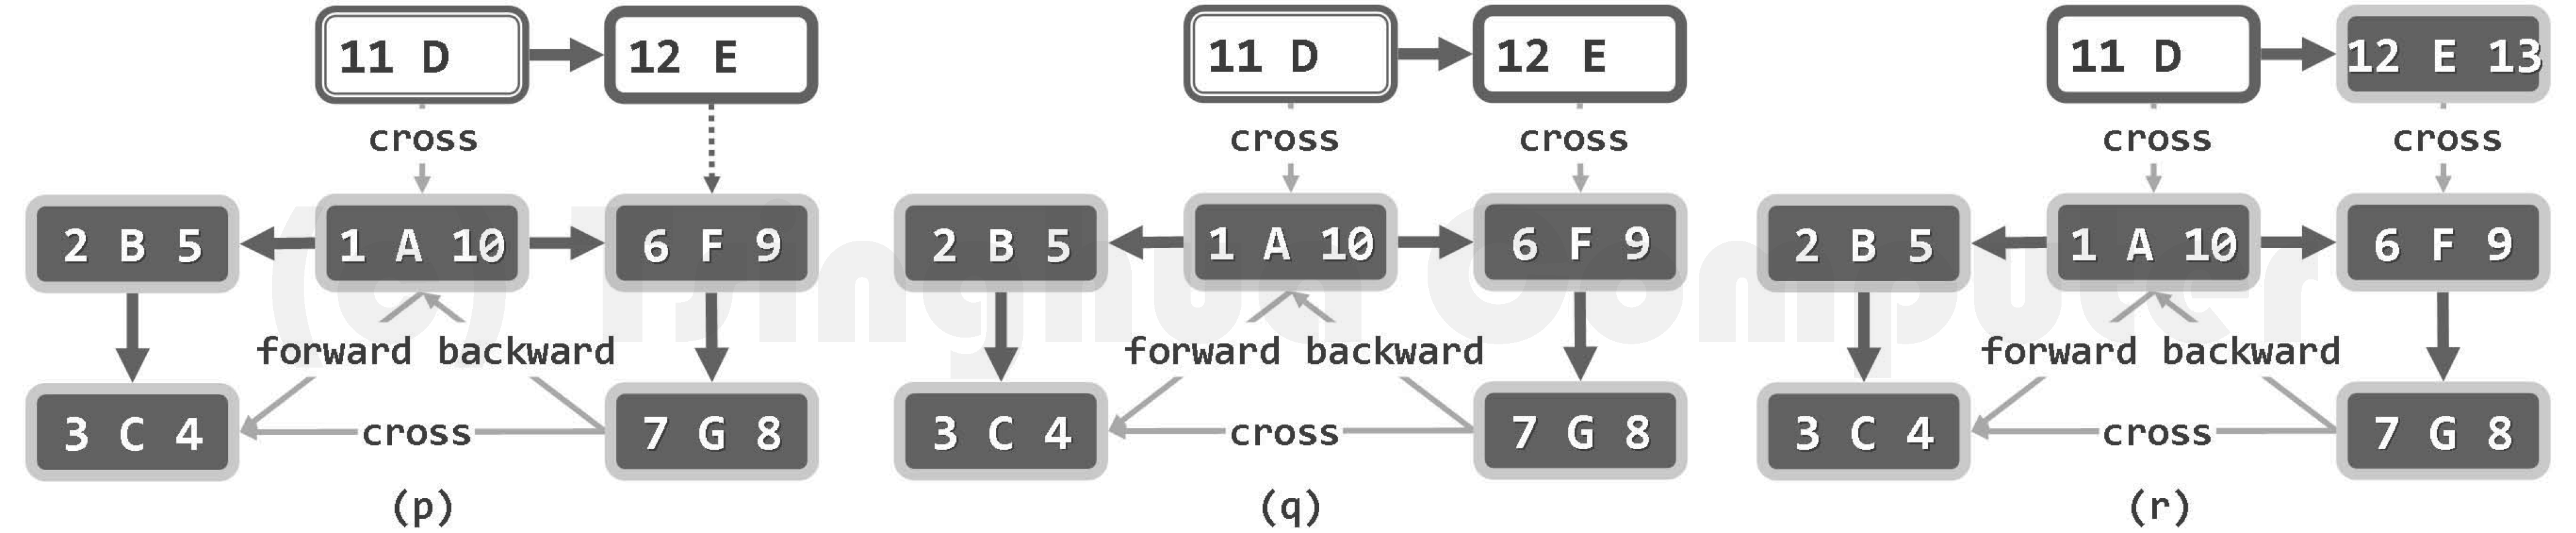 11 D 12 E
cross
2 B 5 1 A 10 6 F 9
forward backward
3 C 4 cross 7 G 8
(p)
11 D 12 E
cross cross
2 B 5 1 A 10 6 F 9
forward backward
3 C 4 cross 7 G 8
(q)
11 D 12 E 13
cross cross
2 B 5 1 A 10 6 F 9
forward backward
3 C 4 cross 7 G 8
(r)
(c) Tsinghua Computer